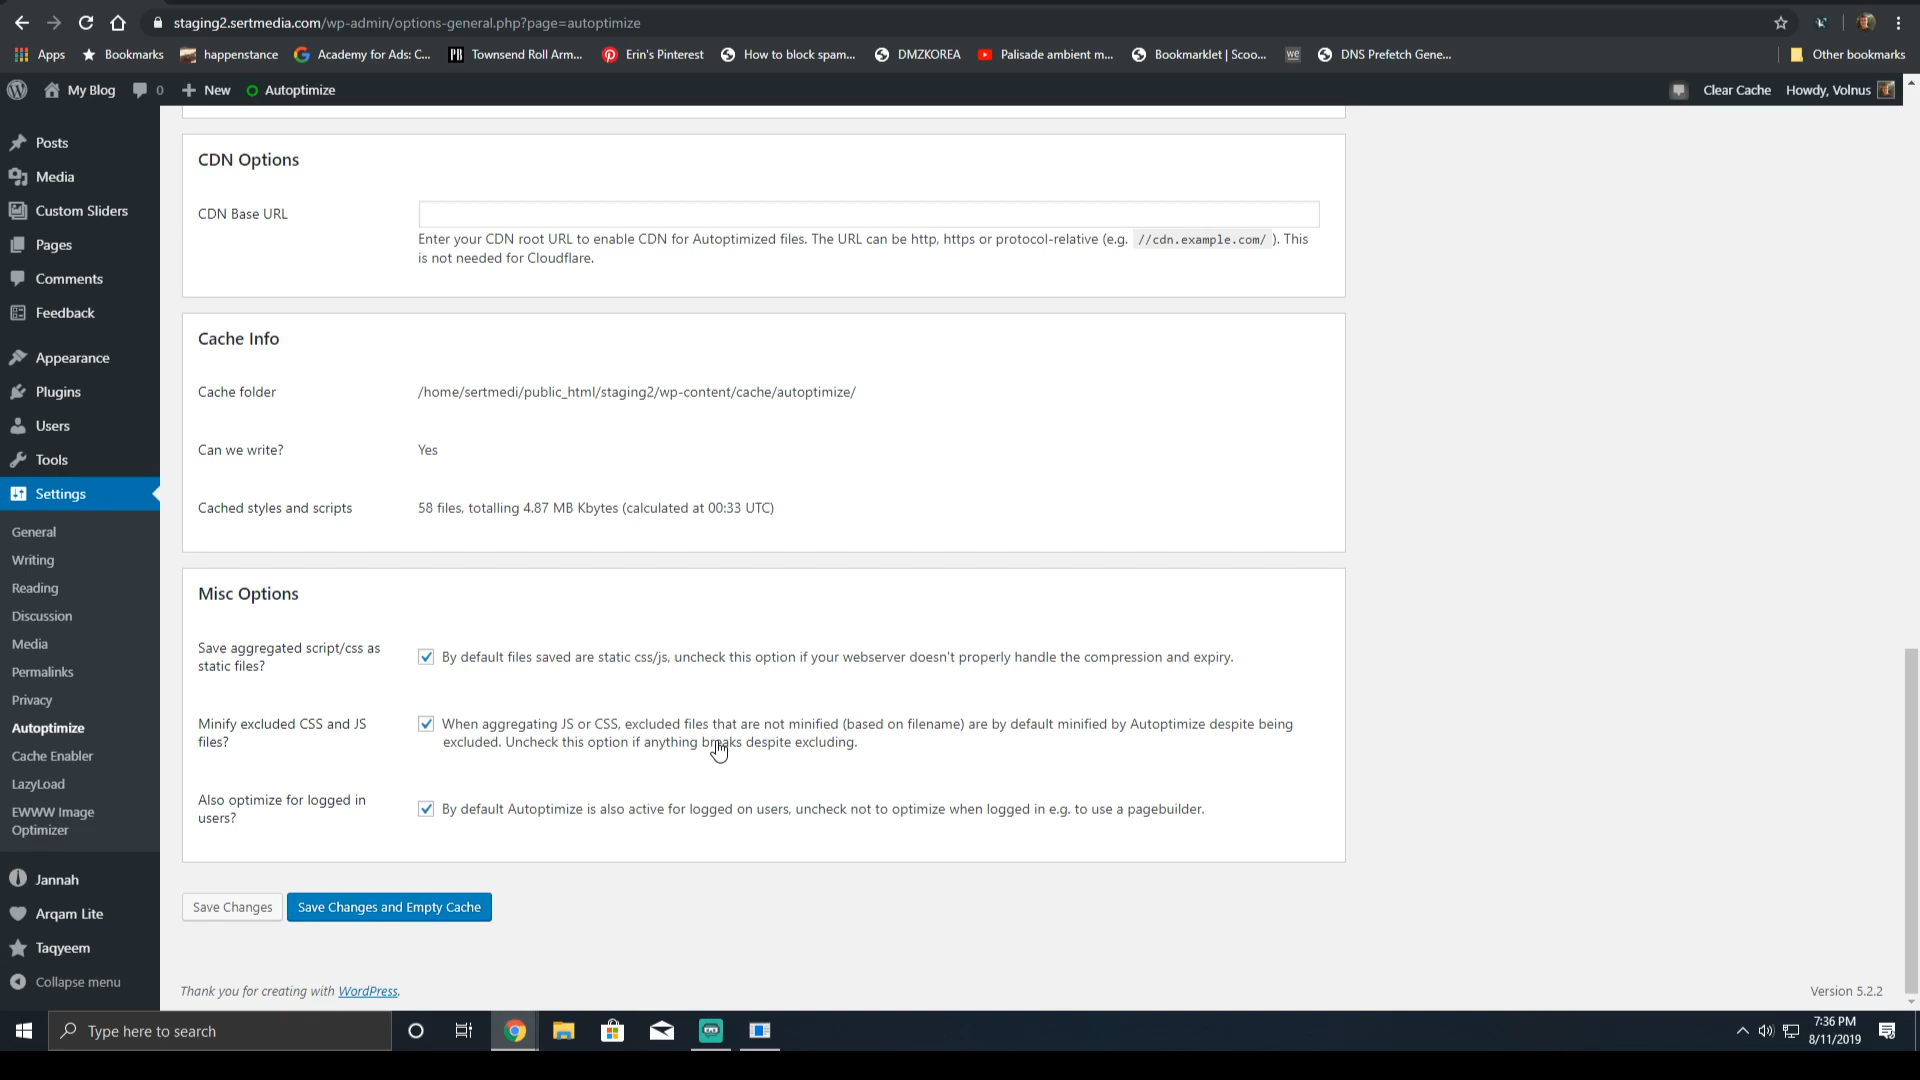 staging2.sertmedia.com/wp-admin/options-general.php?page=autoptimize
Apps
Bookmarks
happenstance
Academy for Ads: C...
Townsend Roll Arm...
Erin's Pinterest
How to block spam...
DMZKOREA
Palisade ambient m...
Bookmarklet | Scoo...
we
DNS Prefetch Gene...
Other bookmarks
My Blog
0
New
Autoptimize
Clear Cache
Howdy, Volnus
Posts
Media
Custom Sliders
Pages
Comments
Feedback
Appearance
Plugins
Users
Tools
Settings
General
Writing
Reading
Discussion
Media
Permalinks
Privacy
Autoptimize
Cache Enabler
LazyLoad
EWWW Image
Optimizer
Jannah
Arqam Lite
Taqyeem
Collapse menu
CDN Options
CDN Base URL
Enter your CDN root URL to enable CDN for Autoptimized files. The URL can be http, https or protocol-relative (e.g. //cdn.example.com/ ). This
is not needed for Cloudflare.
Cache Info
Cache folder
/home/sertmedi/public_html/staging2/wp-content/cache/autoptimize/
Can we write?
Yes
Cached styles and scripts
58 files, totalling 4.87 MB Kbytes (calculated at 00:33 UTC)
Misc Options
Save aggregated script/css as
static files?
By default files saved are static css/js, uncheck this option if your webserver doesn't properly handle the compression and expiry.
Minify excluded CSS and JS
files?
When aggregating JS or CSS, excluded files that are not minified (based on filename) are by default minified by Autoptimize despite being
excluded. Uncheck this option if anything breaks despite excluding.
Also optimize for logged in
users?
By default Autoptimize is also active for logged on users, uncheck not to optimize when logged in e.g. to use a pagebuilder.
Save Changes
Save Changes and Empty Cache
Thank you for creating with WordPress.
Version 5.2.2
Type here to search
7:36 PM
8/11/2019